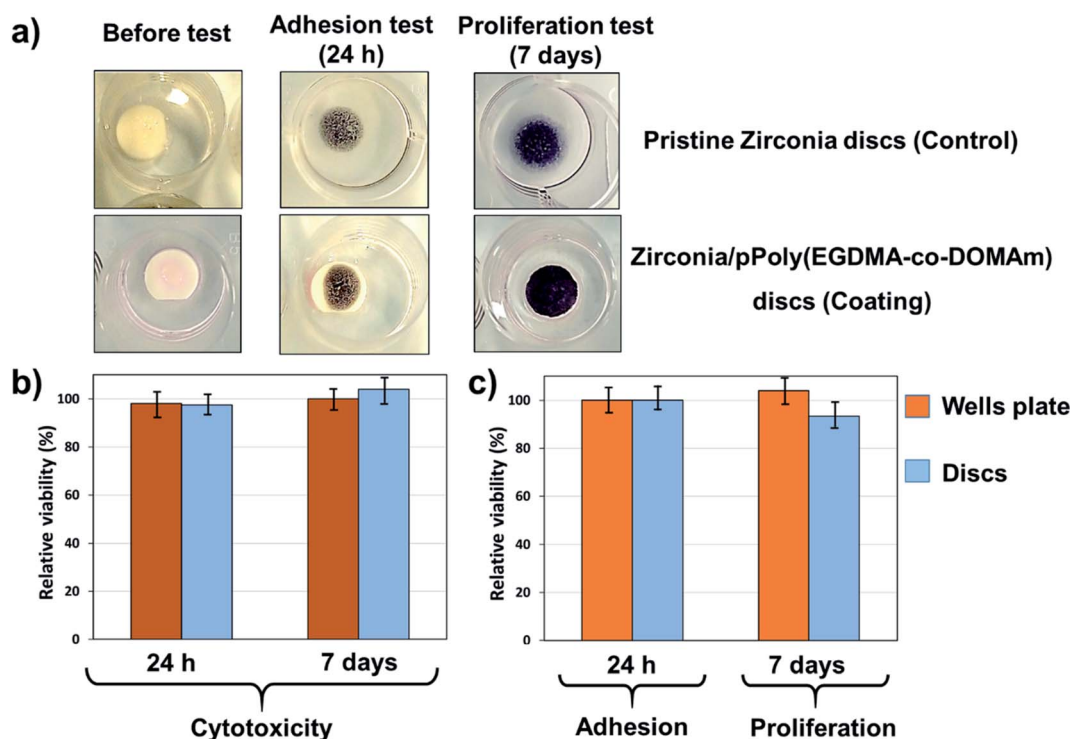 a)
Before test
Adhesion test
(24 h)
Proliferation test
(7 days)
Pristine Zirconia discs (Control)
Zirconia/pPoly(EGDMA-co-DOMAm)
discs (Coating)
b)
Relative viability (%)
100
80
60
40
20
0
24 h
7 days
Cytotoxicity
c)
Relative viability (%)
100
80
60
40
20
0
24 h
7 days
Adhesion
Proliferation
Wells plate
Discs